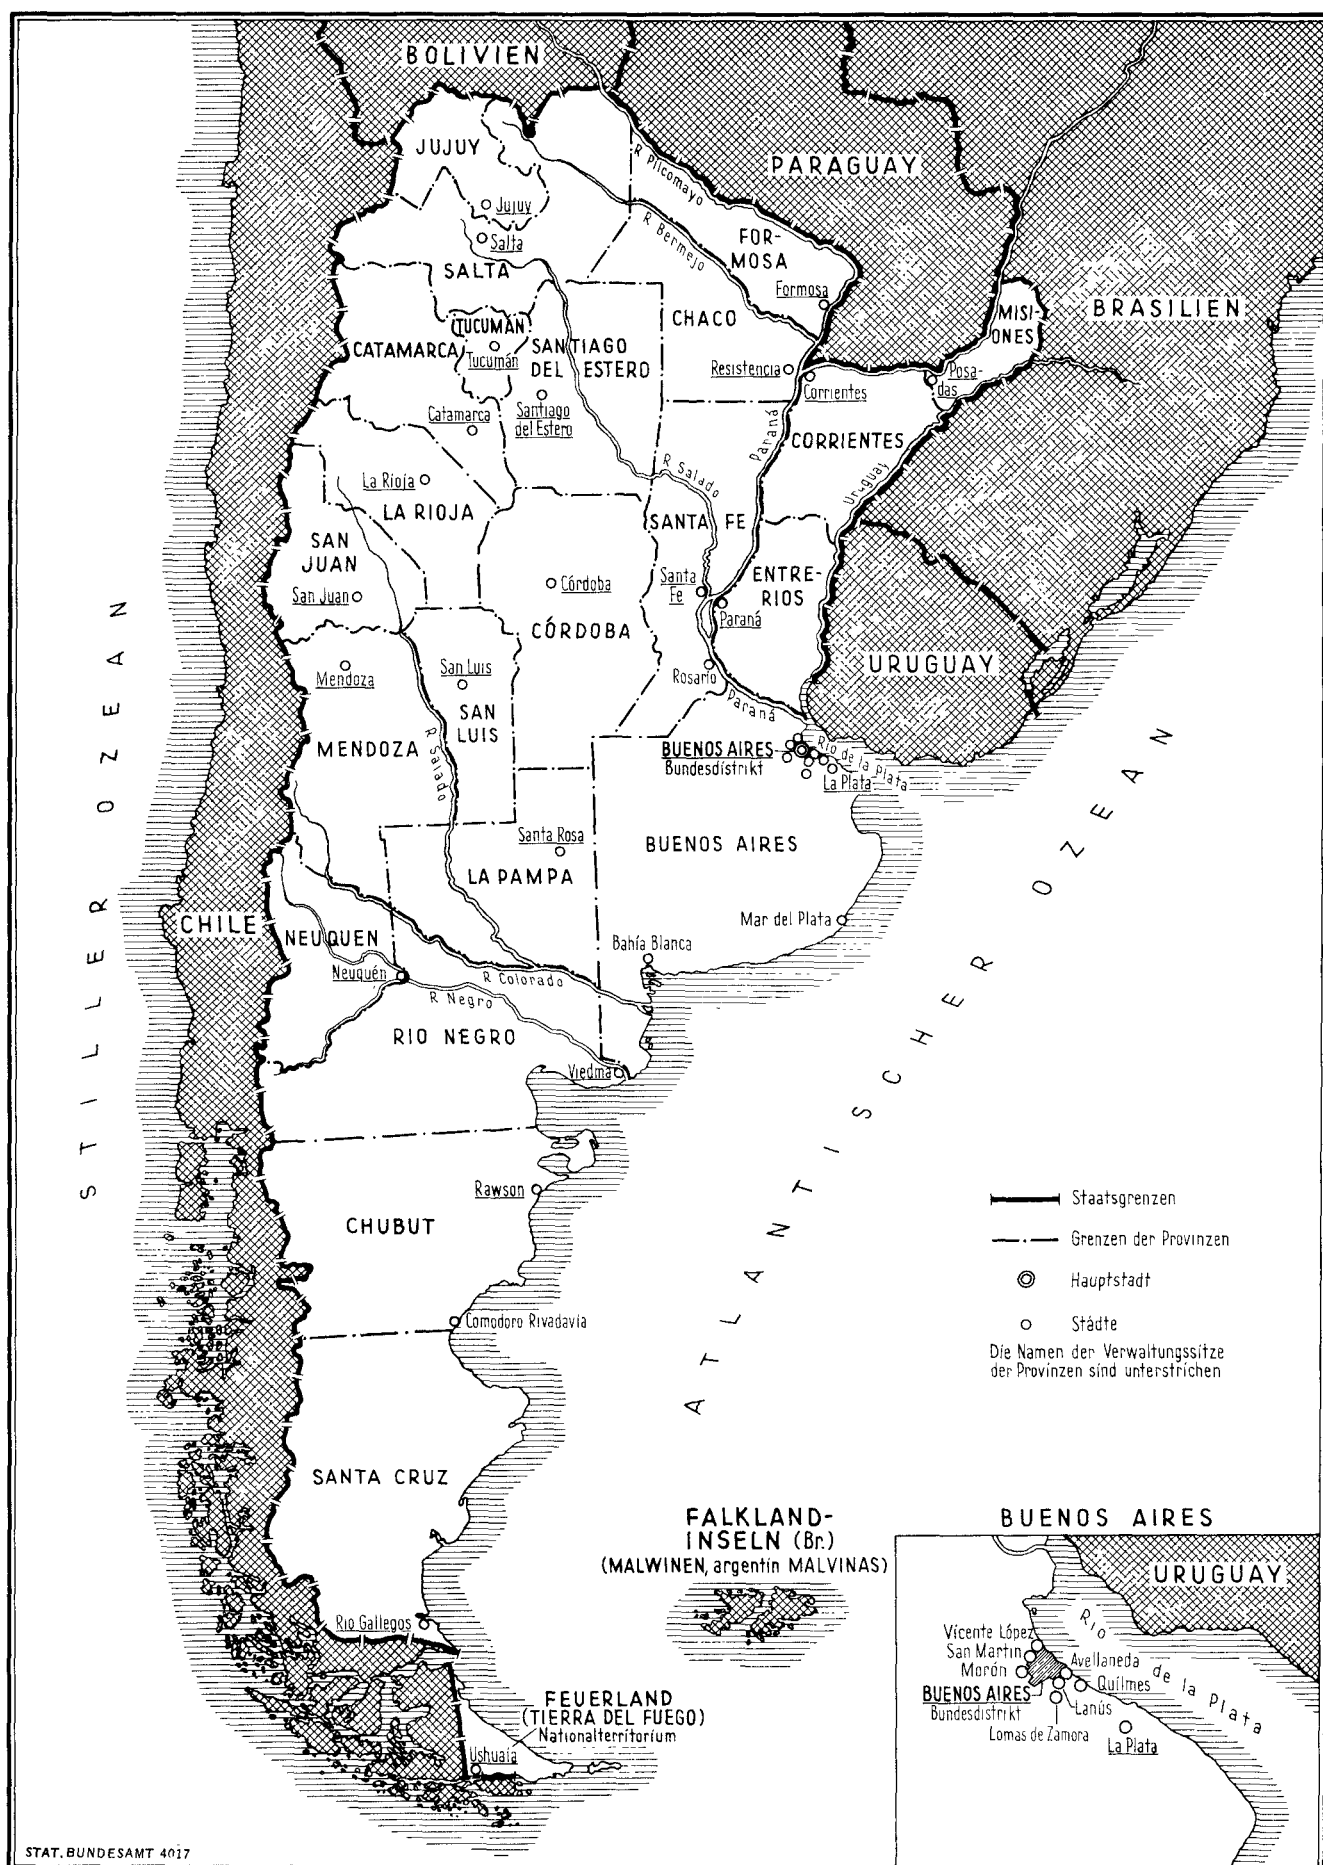 BOLIVIEN
PARAGUAY
BRASILIEN
URUGUAY
CHILE
STILLER OZEAN
ATLANTISCHER OZEAN
JUJUY
Jujuy
Salta
SALTA
R Pilcomayo
R Bermejo
FOR-
MOSA
Formosa
CHACO
MISI-
ONES
TUCUMÁN
Tucumán
CATAMARCA
SANTIAGO
DEL ESTERO
Resistencia
Corrientes
Posa-
das
Catamarca
Santiago
del Estero
CORRIENTES
Paraná
Uruguay
La Rioja
LA RIOJA
R Salado
SANTA FE
SAN
JUAN
San Juan
Córdoba
CÓRDOBA
Santa
Fe
ENTRE-
RIOS
Paraná
Mendoza
San Luis
Rosario
Paraná
SAN
LUIS
MENDOZA
R Salado
BUENOS AIRES
Bundesdistrikt
Rio de la Plata
La Plata
Santa Rosa
BUENOS AIRES
LA PAMPA
Mar del Plata
NEUQUEN
Bahía Blanca
Neuquén
R Colorado
R Negro
RIO NEGRO
Viedma
Rawson
CHUBUT
Comodoro Rivadavia
SANTA CRUZ
Rio Gallegos
FEUERLAND
(TIERRA DEL FUEGO)
Nationalterritorium
Ushuaia
FALKLAND-
INSELN (Br.)
(MALWINEN, argentin MALVINAS)
Staatsgrenzen
Grenzen der Provinzen
Hauptstadt
Städte
Die Namen der Verwaltungssitze
der Provinzen sind unterstrichen
BUENOS AIRES
URUGUAY
Rio de la Plata
Vicente López
San Martin
Morón
Avellaneda
Quilmes
BUENOS AIRES
Bundesdistrikt
Lanús
Lomas de Zamora
La Plata
STAT. BUNDESAMT 4017